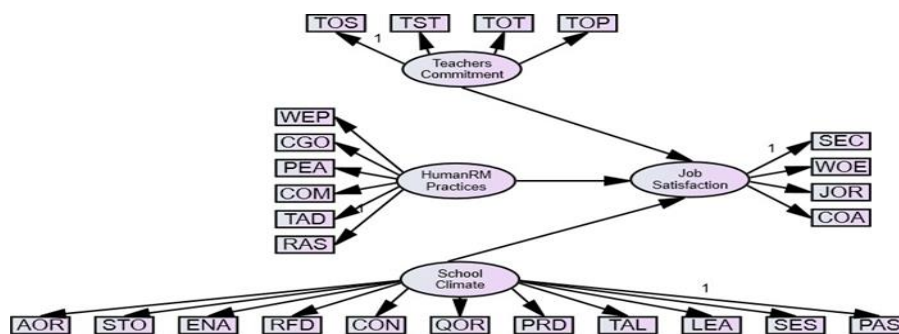 TOS TST TOT TOP
1
Teachers
Commitment
WEP
CGO
PEA
COM
TAD
RAS
HumanRM
Practices
1
Job
Satisfaction
1
SEC
WOE
JOR
COA
School
Climate
1
AOR STO ENA RFD CON QOR PRD TAL LEA SES PAS